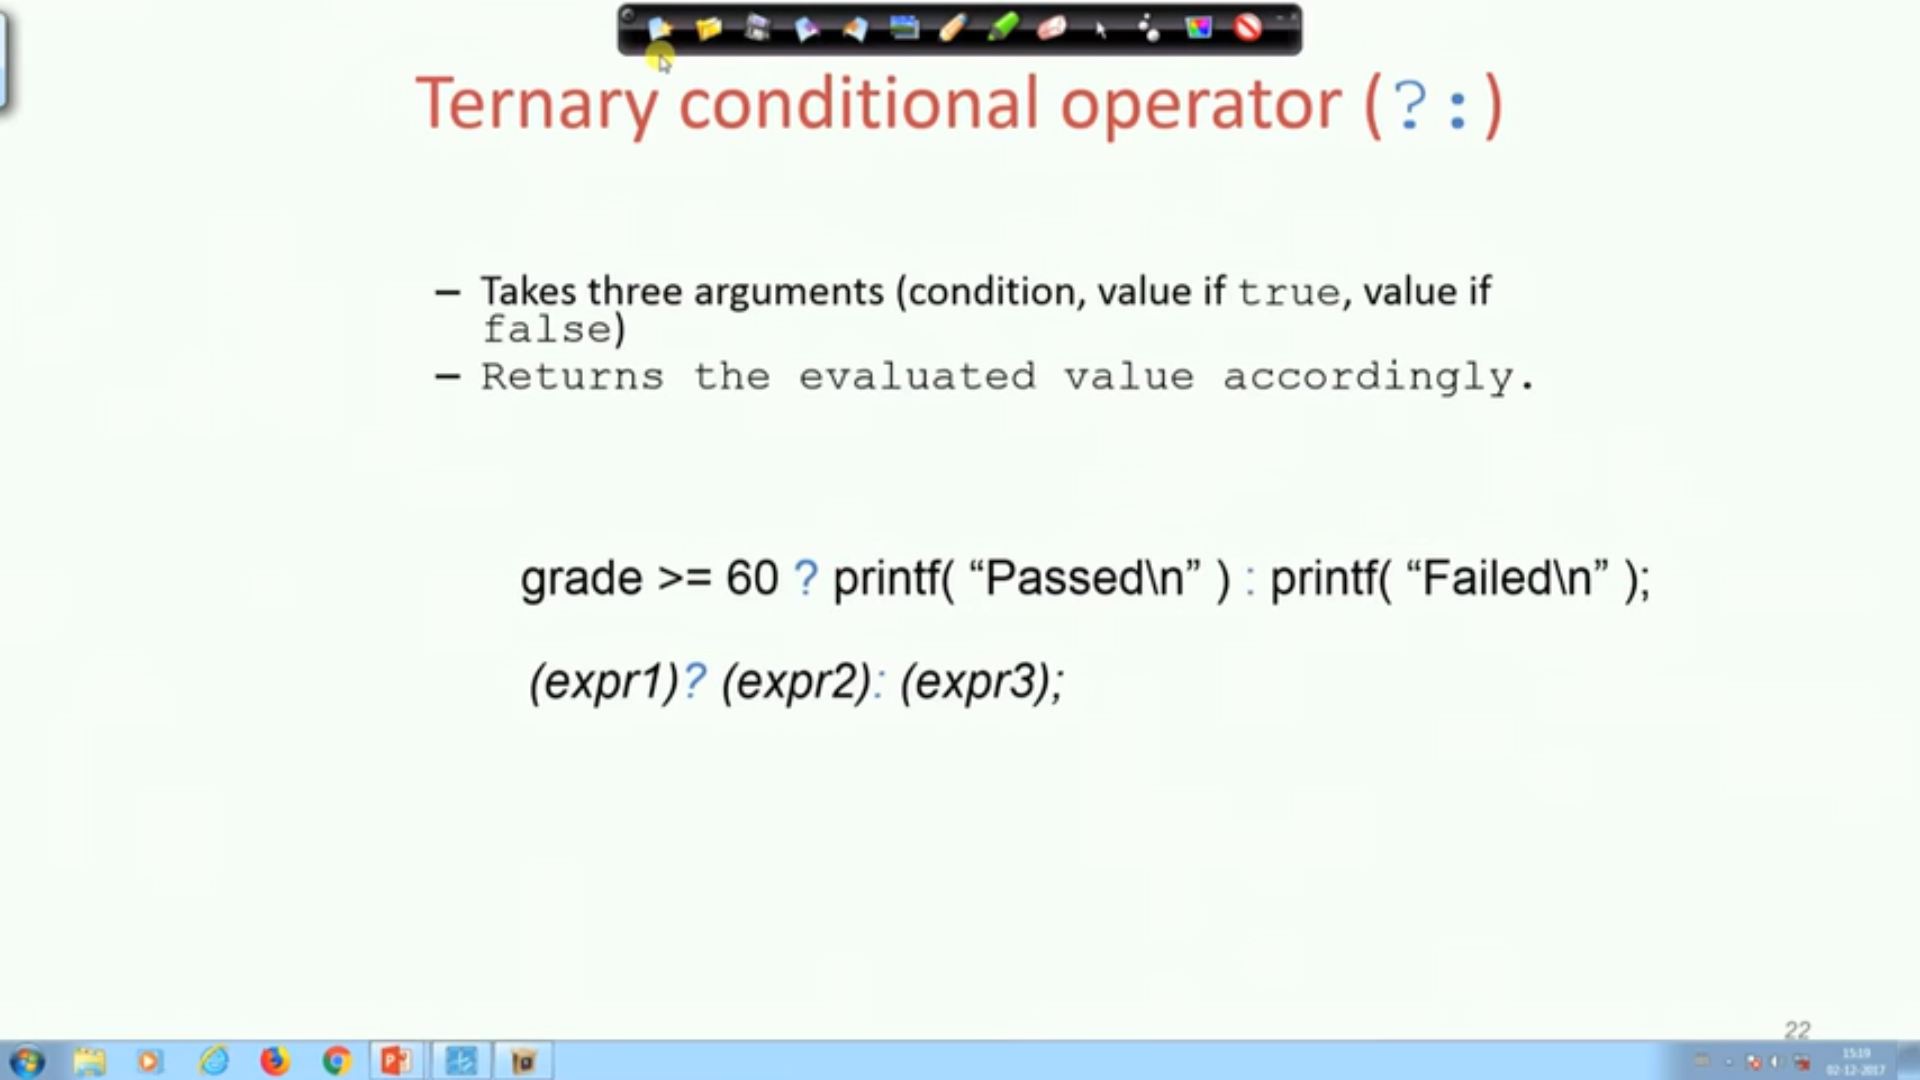 Ternary conditional operator (?:)
– Takes three arguments (condition, value if true, value if
false)
– Returns the evaluated value accordingly.
grade >= 60 ? printf( “Passed\n” ) : printf( “Failed\n” );
(expr1)? (expr2): (expr3);
22
15:19
02-12-2017